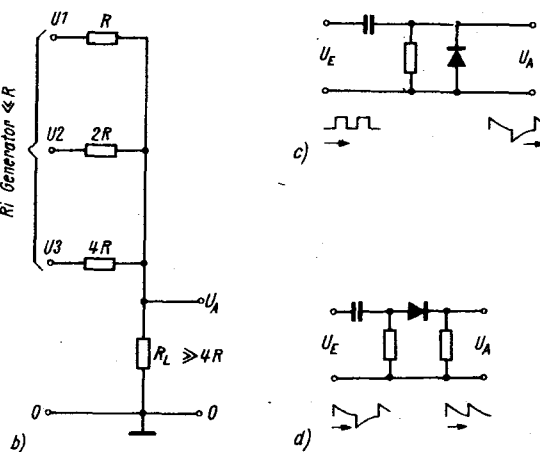 Ri Generator ≪ R
U1
R
U2
2R
U3
4R
U_A
R_L ≫ 4R
0
0
b)
U_E
U_A
c)
U_E
U_A
d)